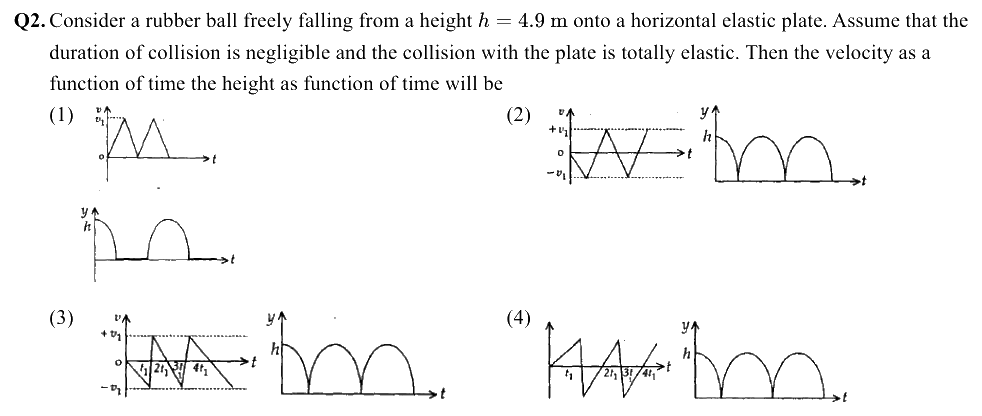 Q2. Consider a rubber ball freely falling from a height h = 4.9 m onto a horizontal elastic plate. Assume that the
duration of collision is negligible and the collision with the plate is totally elastic. Then the velocity as a
function of time the height as function of time will be
(1)
v
v₁
o
t
y
h
t
(2)
v
+v₁
o
−v₁
t
y
h
t
(3)
v
+v₁
o
−v₁
t₁ 2t₁ 3t₁ 4t₁
t
y
h
t
(4)
t₁ 2t₁ 3t₁ 4t₁
t
y
h
t